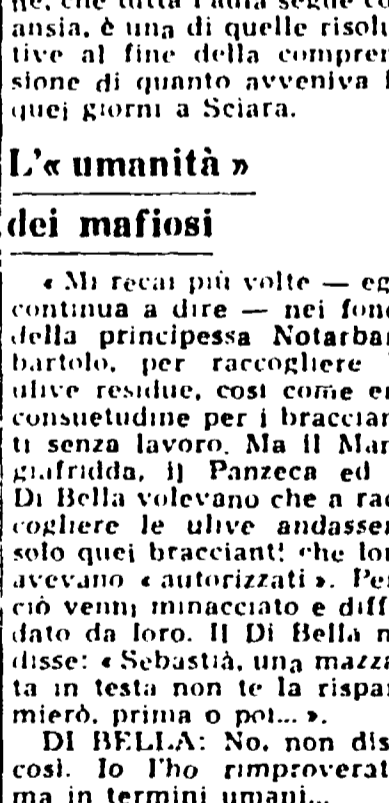 ne, che tutta l'aula segue co
ansia, è una di quelle risolu
tive al fine della compren
sione di quanto avveniva i
quei giorni a Sciara.
L'« umanità »
dei mafiosi
« Mi recai più volte — eg
continua a dire — nei fond
della principessa Notarbar
bartolo, per raccogliere
ulive residue, così come e
consuetudine per i braccian
ti senza lavoro. Ma il Man
giafridda, il Panzeca ed
Di Bella volevano che a rac
cogliere le ulive andasser
solo quei braccianti che lor
avevano « autorizzati ». Per
ciò venni minacciato e diffi
dato da loro. Il Di Bella m
disse: « Sebastià, una mazza
ta in testa non te la rispar
mierò, prima o poi... ».
DI BELLA: No, non diss
così. Io l'ho rimproverat
ma in termini umani...